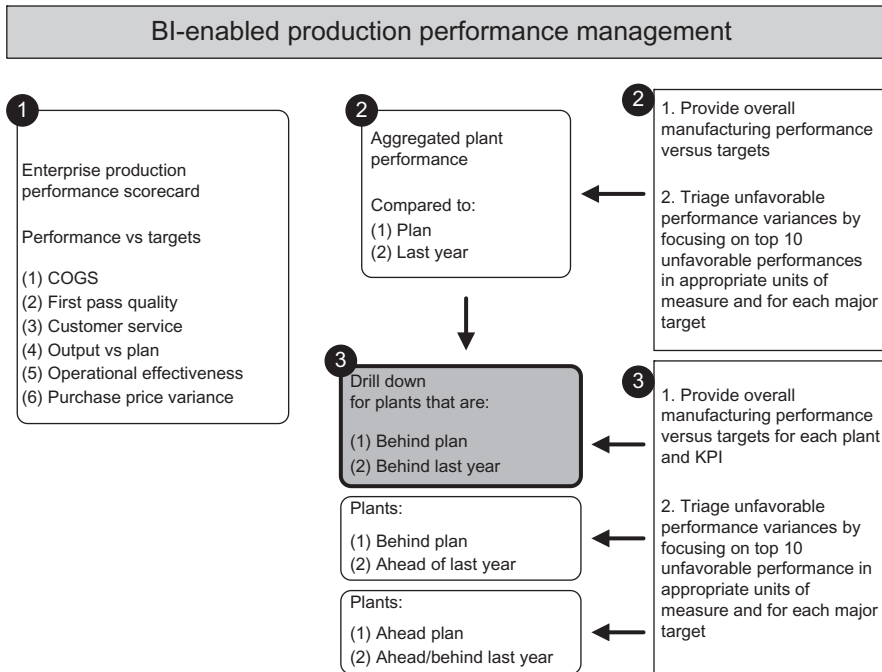 BI-enabled production performance management
1
Enterprise production
performance scorecard
Performance vs targets
(1) COGS
(2) First pass quality
(3) Customer service
(4) Output vs plan
(5) Operational effectiveness
(6) Purchase price variance
2
Aggregated plant
performance
Compared to:
(1) Plan
(2) Last year
2
1. Provide overall
manufacturing performance
versus targets
2. Triage unfavorable
performance variances by
focusing on top 10
unfavorable performances
in appropriate units of
measure and for each major
target
3
Drill down
for plants that are:
(1) Behind plan
(2) Behind last year
Plants:
(1) Behind plan
(2) Ahead of last year
Plants:
(1) Ahead plan
(2) Ahead/behind last year
3
1. Provide overall
manufacturing performance
versus targets for each plant
and KPI
2. Triage unfavorable
performance variances by
focusing on top 10
unfavorable performance in
appropriate units of
measure and for each major
target